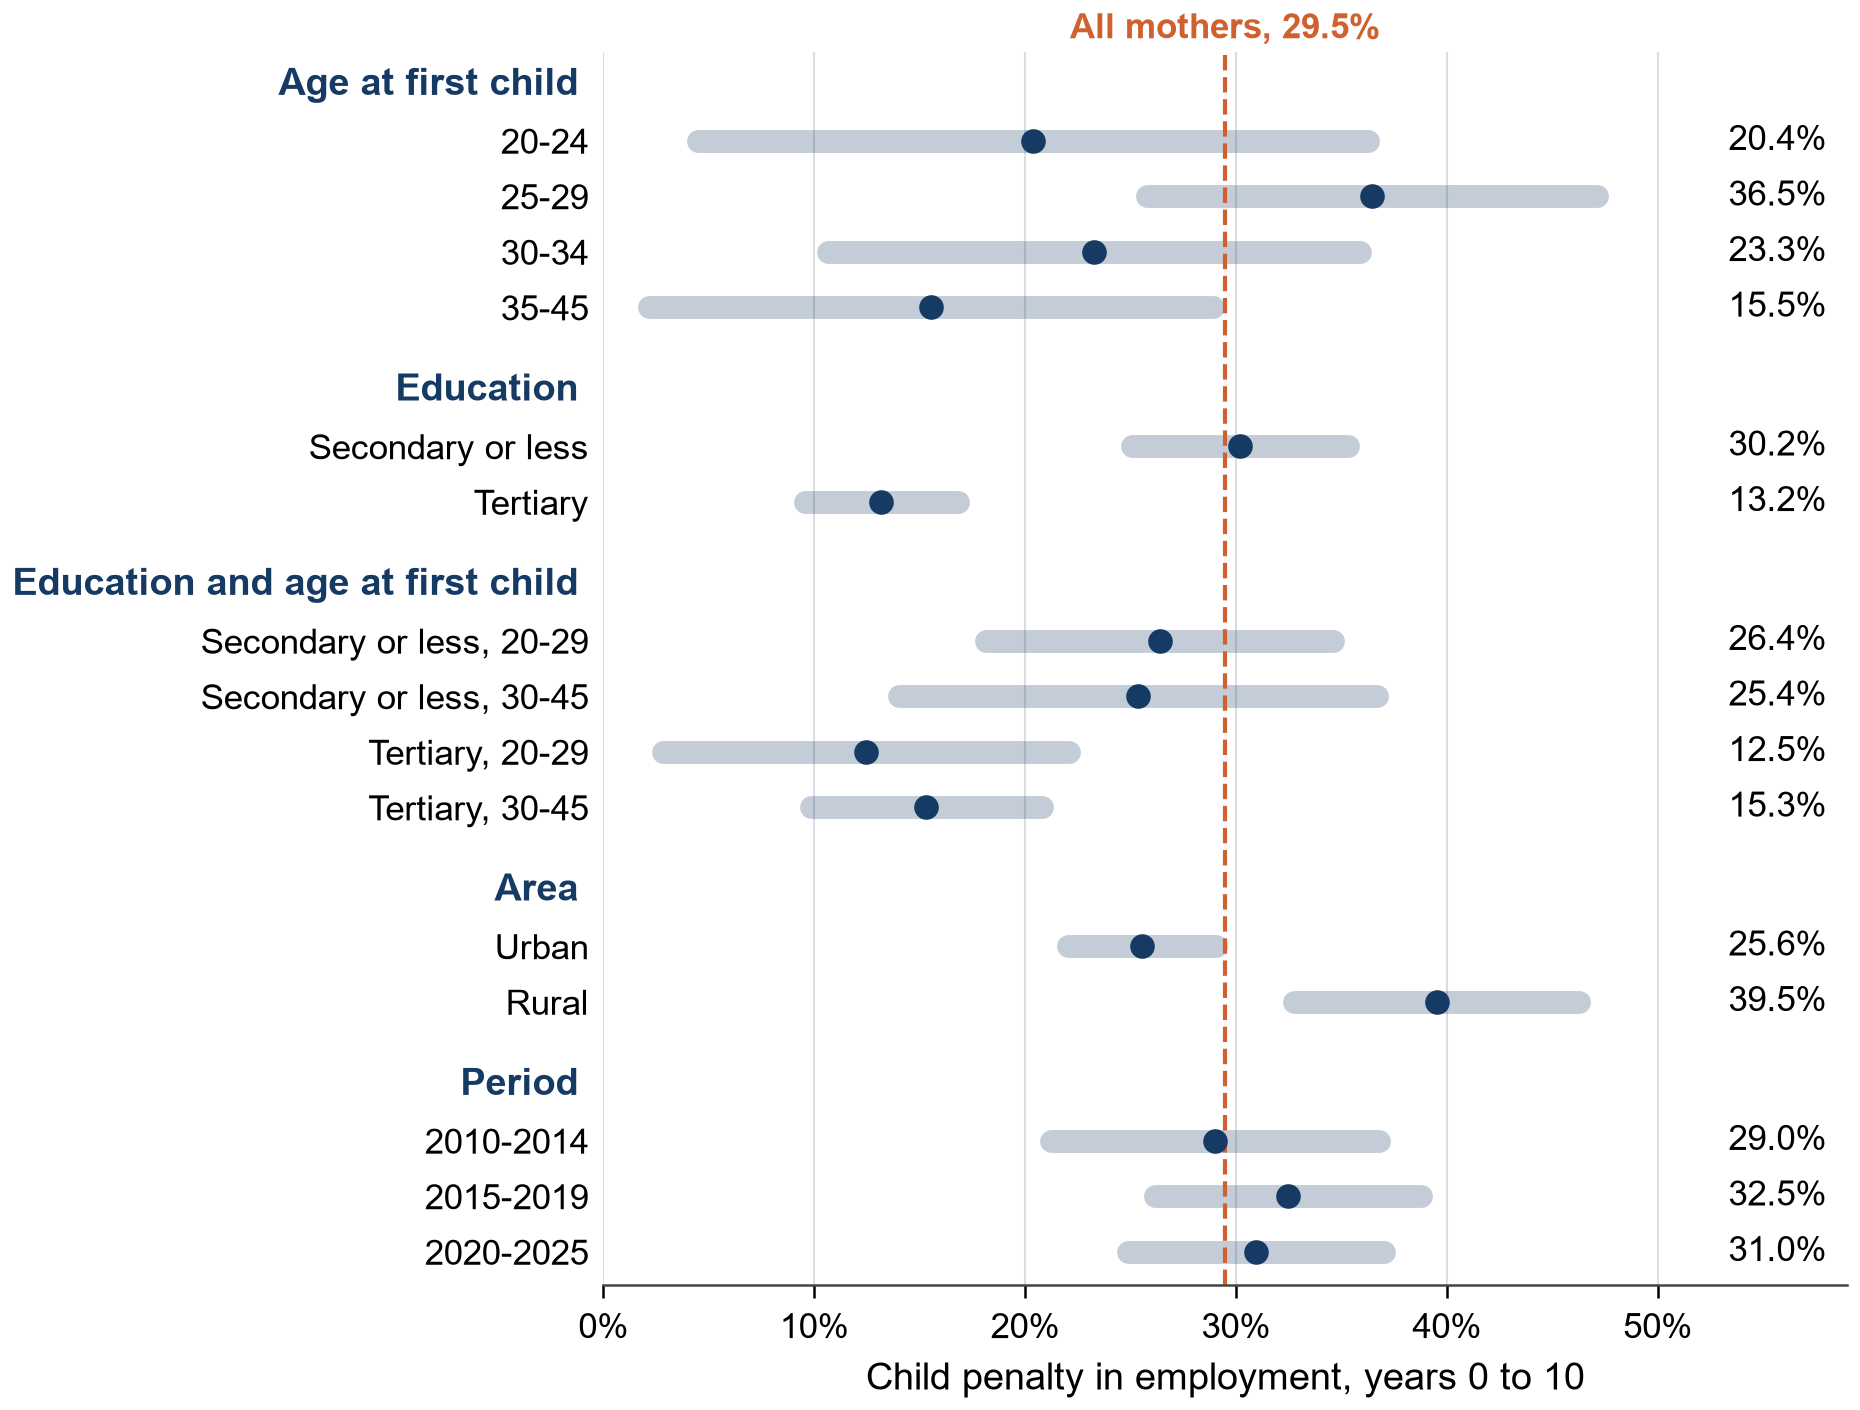 All mothers, 29.5%
Age at first child
20-24 20.4%
25-29 36.5%
30-34 23.3%
35-45 15.5%
Education
Secondary or less 30.2%
Tertiary 13.2%
Education and age at first child
Secondary or less, 20-29 26.4%
Secondary or less, 30-45 25.4%
Tertiary, 20-29 12.5%
Tertiary, 30-45 15.3%
Area
Urban 25.6%
Rural 39.5%
Period
2010-2014 29.0%
2015-2019 32.5%
2020-2025 31.0%
0% 10% 20% 30% 40% 50%
Child penalty in employment, years 0 to 10